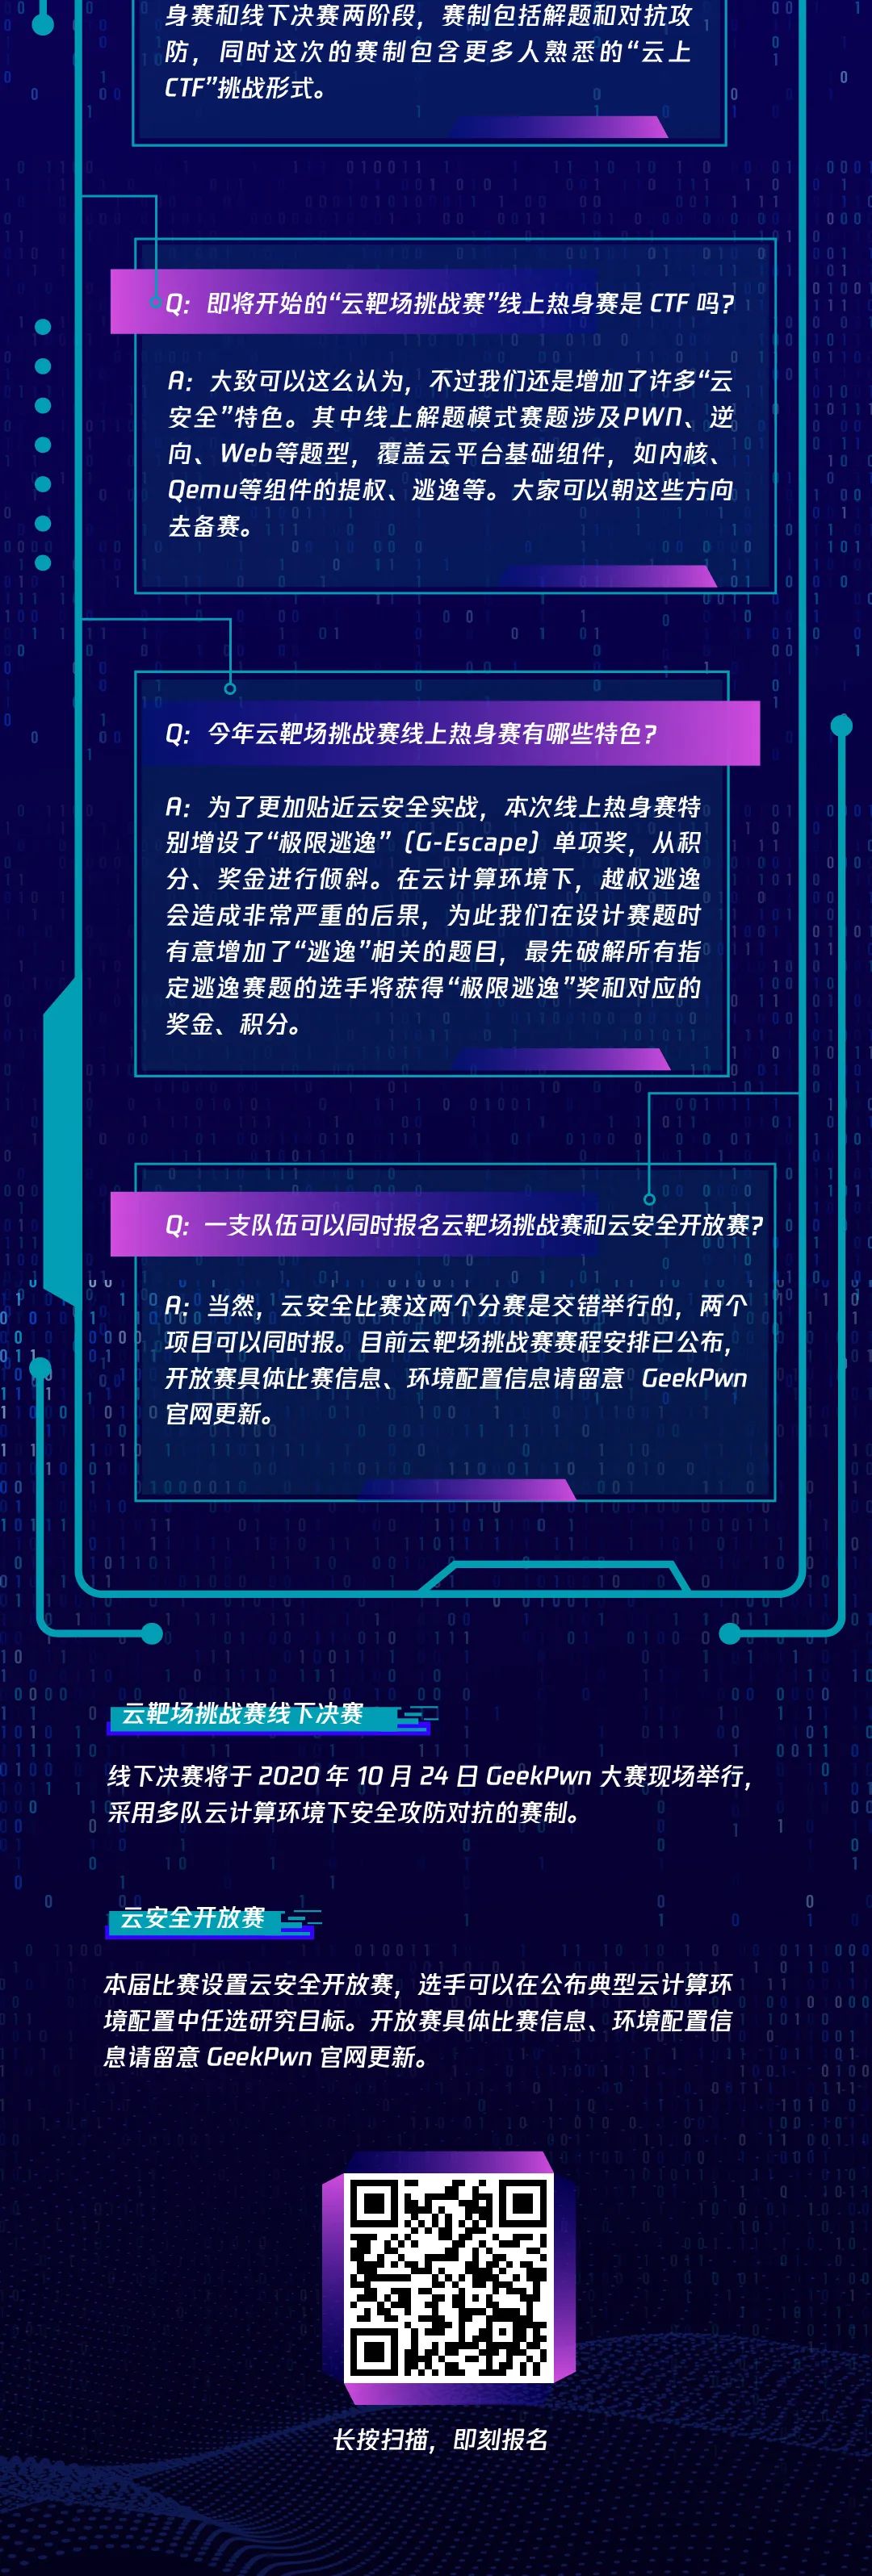 身赛和线下决赛两阶段，赛制包括解题和对抗攻
防，同时这次的赛制包含更多人熟悉的“云上
CTF”挑战形式。
Q：即将开始的“云靶场挑战赛”线上热身赛是 CTF 吗？
A：大致可以这么认为，不过我们还是增加了许多“云
安全”特色。其中线上解题模式赛题涉及PWN、逆
向、Web等题型，覆盖云平台基础组件，如内核、
Qemu等组件的提权、逃逸等。大家可以朝这些方向
去备赛。
Q：今年云靶场挑战赛线上热身赛有哪些特色？
A：为了更加贴近云安全实战，本次线上热身赛特
别增设了“极限逃逸”（G-Escape）单项奖，从积
分、奖金进行倾斜。在云计算环境下，越权逃逸
会造成非常严重的后果，为此我们在设计赛题时
有意增加了“逃逸”相关的题目，最先破解所有指
定逃逸赛题的选手将获得“极限逃逸”奖和对应的
奖金、积分。
Q：一支队伍可以同时报名云靶场挑战赛和云安全开放赛？
A：当然，云安全比赛这两个分赛是交错举行的，两个
项目可以同时报。目前云靶场挑战赛赛程安排已公布，
开放赛具体比赛信息、环境配置信息请留意 GeekPwn
官网更新。
云靶场挑战赛线下决赛
线下决赛将于 2020 年 10 月 24 日 GeekPwn 大赛现场举行，
采用多队云计算环境下安全攻防对抗的赛制。
云安全开放赛
本届比赛设置云安全开放赛，选手可以在公布典型云计算环
境配置中任选研究目标。开放赛具体比赛信息、环境配置信
息请留意 GeekPwn 官网更新。
长按扫描，即刻报名